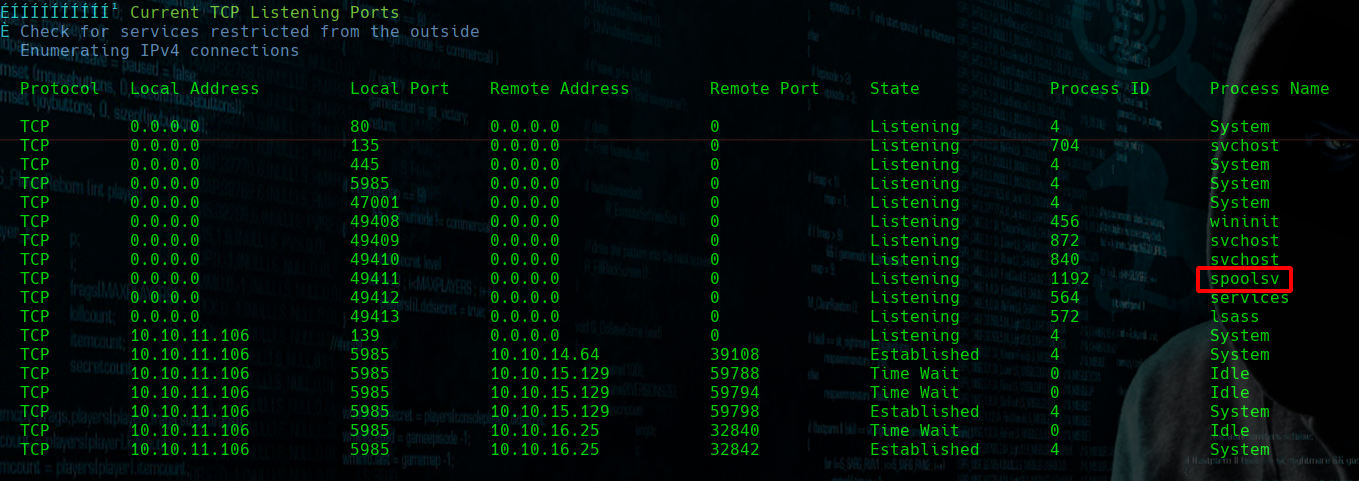 ÉÍÍÍÍÍÍÍÍÍÍ¹ Current TCP Listening Ports
È Check for services restricted from the outside
Enumerating IPv4 connections
Protocol Local Address Local Port Remote Address Remote Port State Process ID Process Name
TCP 0.0.0.0 80 0.0.0.0 0 Listening 4 System
TCP 0.0.0.0 135 0.0.0.0 0 Listening 704 svchost
TCP 0.0.0.0 445 0.0.0.0 0 Listening 4 System
TCP 0.0.0.0 5985 0.0.0.0 0 Listening 4 System
TCP 0.0.0.0 47001 0.0.0.0 0 Listening 4 System
TCP 0.0.0.0 49408 0.0.0.0 0 Listening 456 wininit
TCP 0.0.0.0 49409 0.0.0.0 0 Listening 872 svchost
TCP 0.0.0.0 49410 0.0.0.0 0 Listening 840 svchost
TCP 0.0.0.0 49411 0.0.0.0 0 Listening 1192 spoolsv
TCP 0.0.0.0 49412 0.0.0.0 0 Listening 564 services
TCP 0.0.0.0 49413 0.0.0.0 0 Listening 572 lsass
TCP 10.10.11.106 139 0.0.0.0 0 Listening 4 System
TCP 10.10.11.106 5985 10.10.14.64 39108 Established 4 System
TCP 10.10.11.106 5985 10.10.15.129 59788 Time Wait 0 Idle
TCP 10.10.11.106 5985 10.10.15.129 59794 Time Wait 0 Idle
TCP 10.10.11.106 5985 10.10.15.129 59798 Established 4 System
TCP 10.10.11.106 5985 10.10.16.25 32840 Time Wait 0 Idle
TCP 10.10.11.106 5985 10.10.16.25 32842 Established 4 System